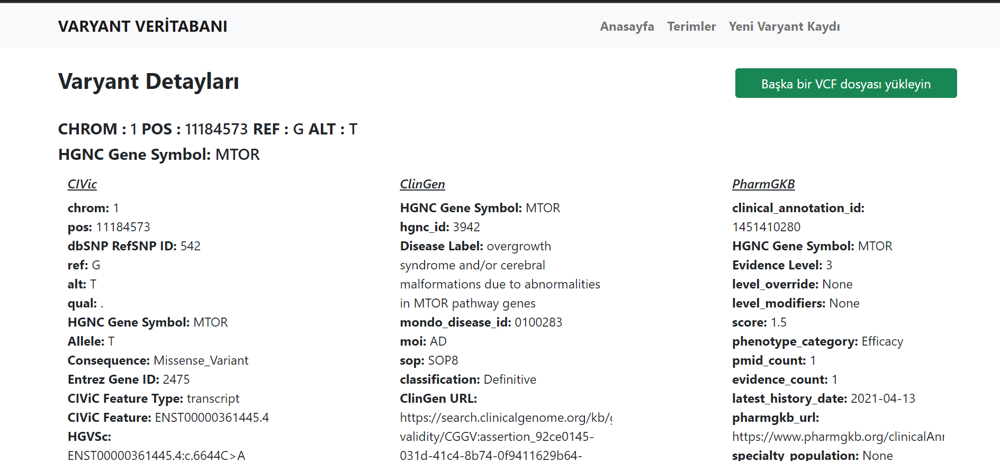 VARYANT VERİTABANI
Anasayfa Terimler Yeni Varyant Kaydı
Varyant Detayları
Başka bir VCF dosyası yükleyin
CHROM : 1 POS : 11184573 REF : G ALT : T
HGNC Gene Symbol: MTOR
CIVic
chrom: 1
pos: 11184573
dbSNP RefSNP ID: 542
ref: G
alt: T
qual: .
HGNC Gene Symbol: MTOR
Allele: T
Consequence: Missense_Variant
Entrez Gene ID: 2475
CIViC Feature Type: transcript
CIViC Feature: ENST00000361445.4
HGVSc:
ENST00000361445.4:c.6644C>A
ClinGen
HGNC Gene Symbol: MTOR
hgnc_id: 3942
Disease Label: overgrowth
syndrome and/or cerebral
malformations due to abnormalities
in MTOR pathway genes
mondo_disease_id: 0100283
moi: AD
sop: SOP8
classification: Definitive
ClinGen URL:
https://search.clinicalgenome.org/kb/g
validity/CGGV:assertion_92ce0145-
031d-41c4-8b74-0f9411629b64-
PharmGKB
clinical_annotation_id:
1451410280
HGNC Gene Symbol: MTOR
Evidence Level: 3
level_override: None
level_modifiers: None
score: 1.5
phenotype_category: Efficacy
pmid_count: 1
evidence_count: 1
latest_history_date: 2021-04-13
pharmgkb_url:
https://www.pharmgkb.org/clinicalAnn
specialty_population: None